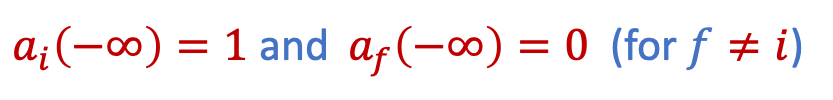 aᵢ(−∞) = 1 and a_f(−∞) = 0 (for f ≠ i)